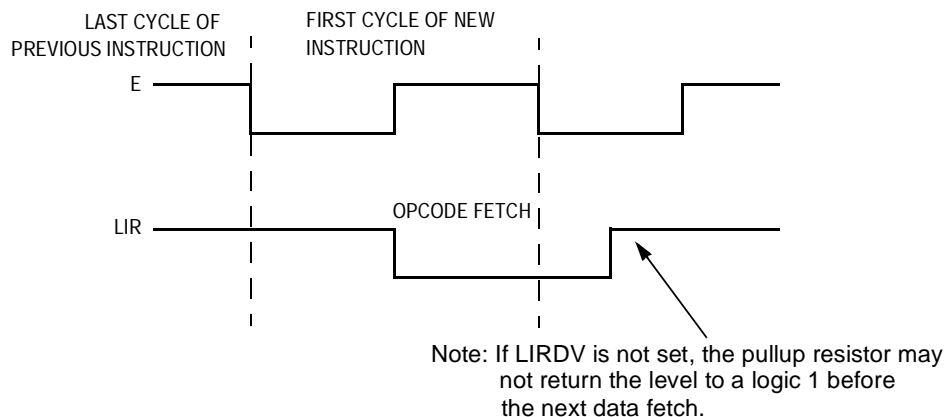 LAST CYCLE OF
PREVIOUS INSTRUCTION
FIRST CYCLE OF NEW
INSTRUCTION
E
OPCODE FETCH
LIR
Note: If LIRDV is not set, the pullup resistor may
not return the level to a logic 1 before
the next data fetch.